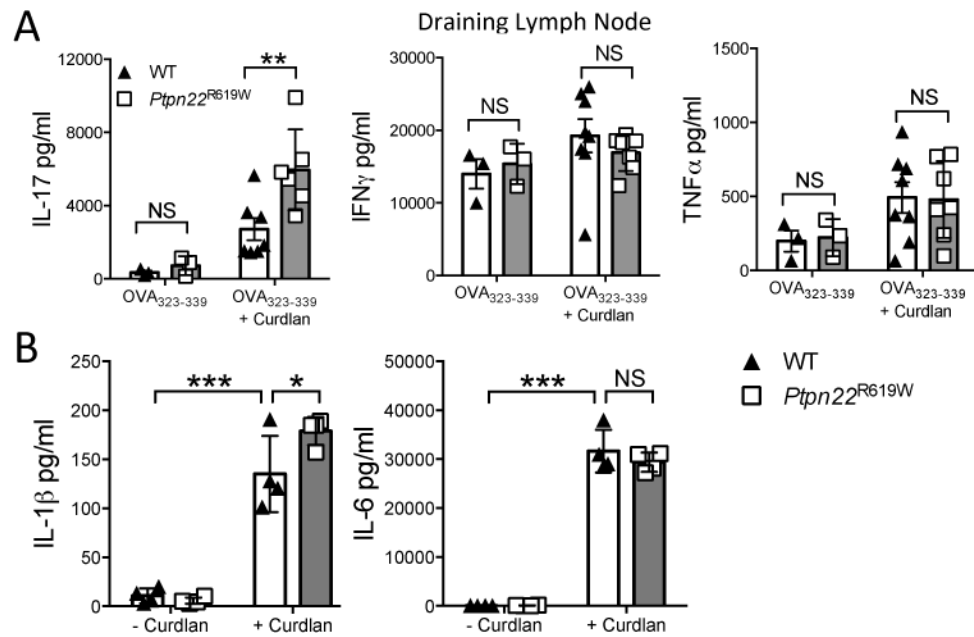 A
Draining Lymph Node
IL-17 pg/ml
12000
8000
4000
0
WT
Ptpn22R619W
NS
**
OVA323-339
OVA323-339
+ Curdlan
IFNγ pg/ml
40000
30000
20000
10000
0
NS
NS
OVA323-339
OVA323-339
+ Curdlan
TNFα pg/ml
1500
1000
500
0
NS
NS
OVA323-339
OVA323-339
+ Curdlan
B
IL-1β pg/ml
250
200
150
100
50
0
***
*
- Curdlan
+ Curdlan
IL-6 pg/ml
50000
40000
30000
20000
10000
0
***
NS
- Curdlan
+ Curdlan
WT
Ptpn22R619W